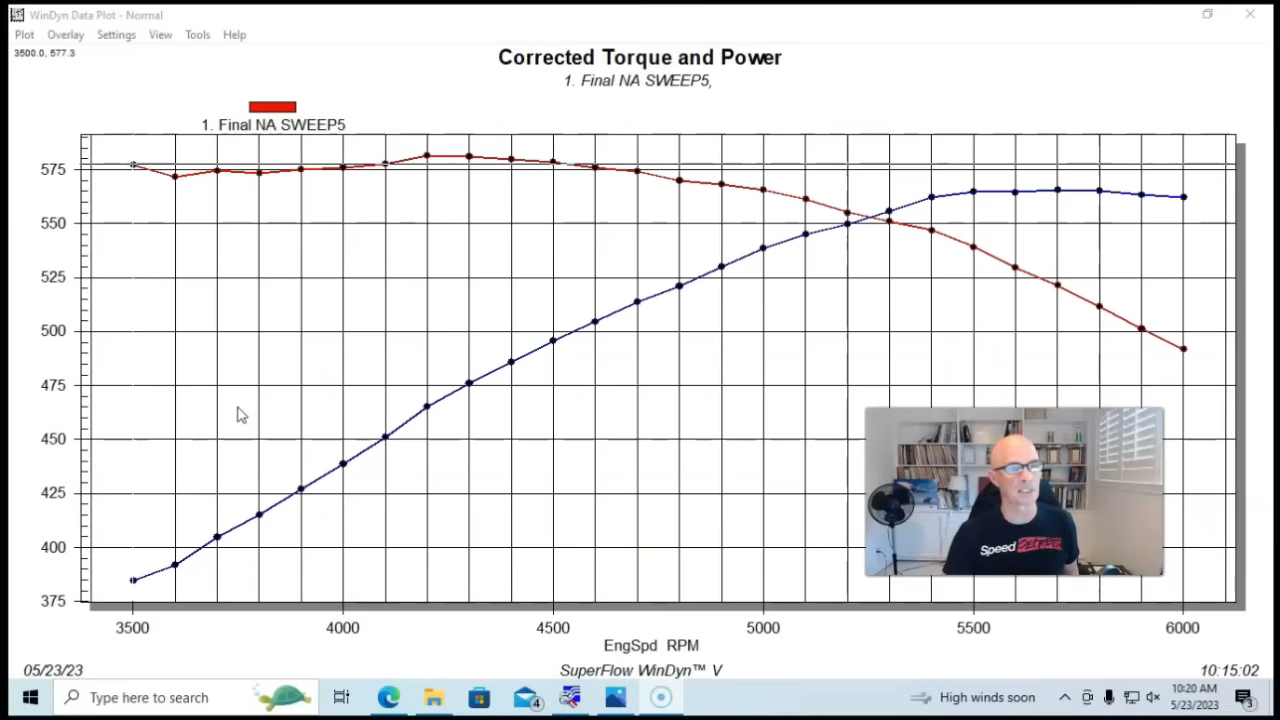 WinDyn Data Plot - Normal
Plot Overlay Settings View Tools Help
3500.0, 577.3
Corrected Torque and Power
1. Final NA SWEEP5,
1. Final NA SWEEP5
575
550
525
500
475
450
425
400
375
3500 4000 4500 5000 5500 6000
EngSpd RPM
Speed Secrets
05/23/23 SuperFlow WinDyn™ V 10:15:02
Type here to search
4
High winds soon
10:20 AM
5/23/2023
3